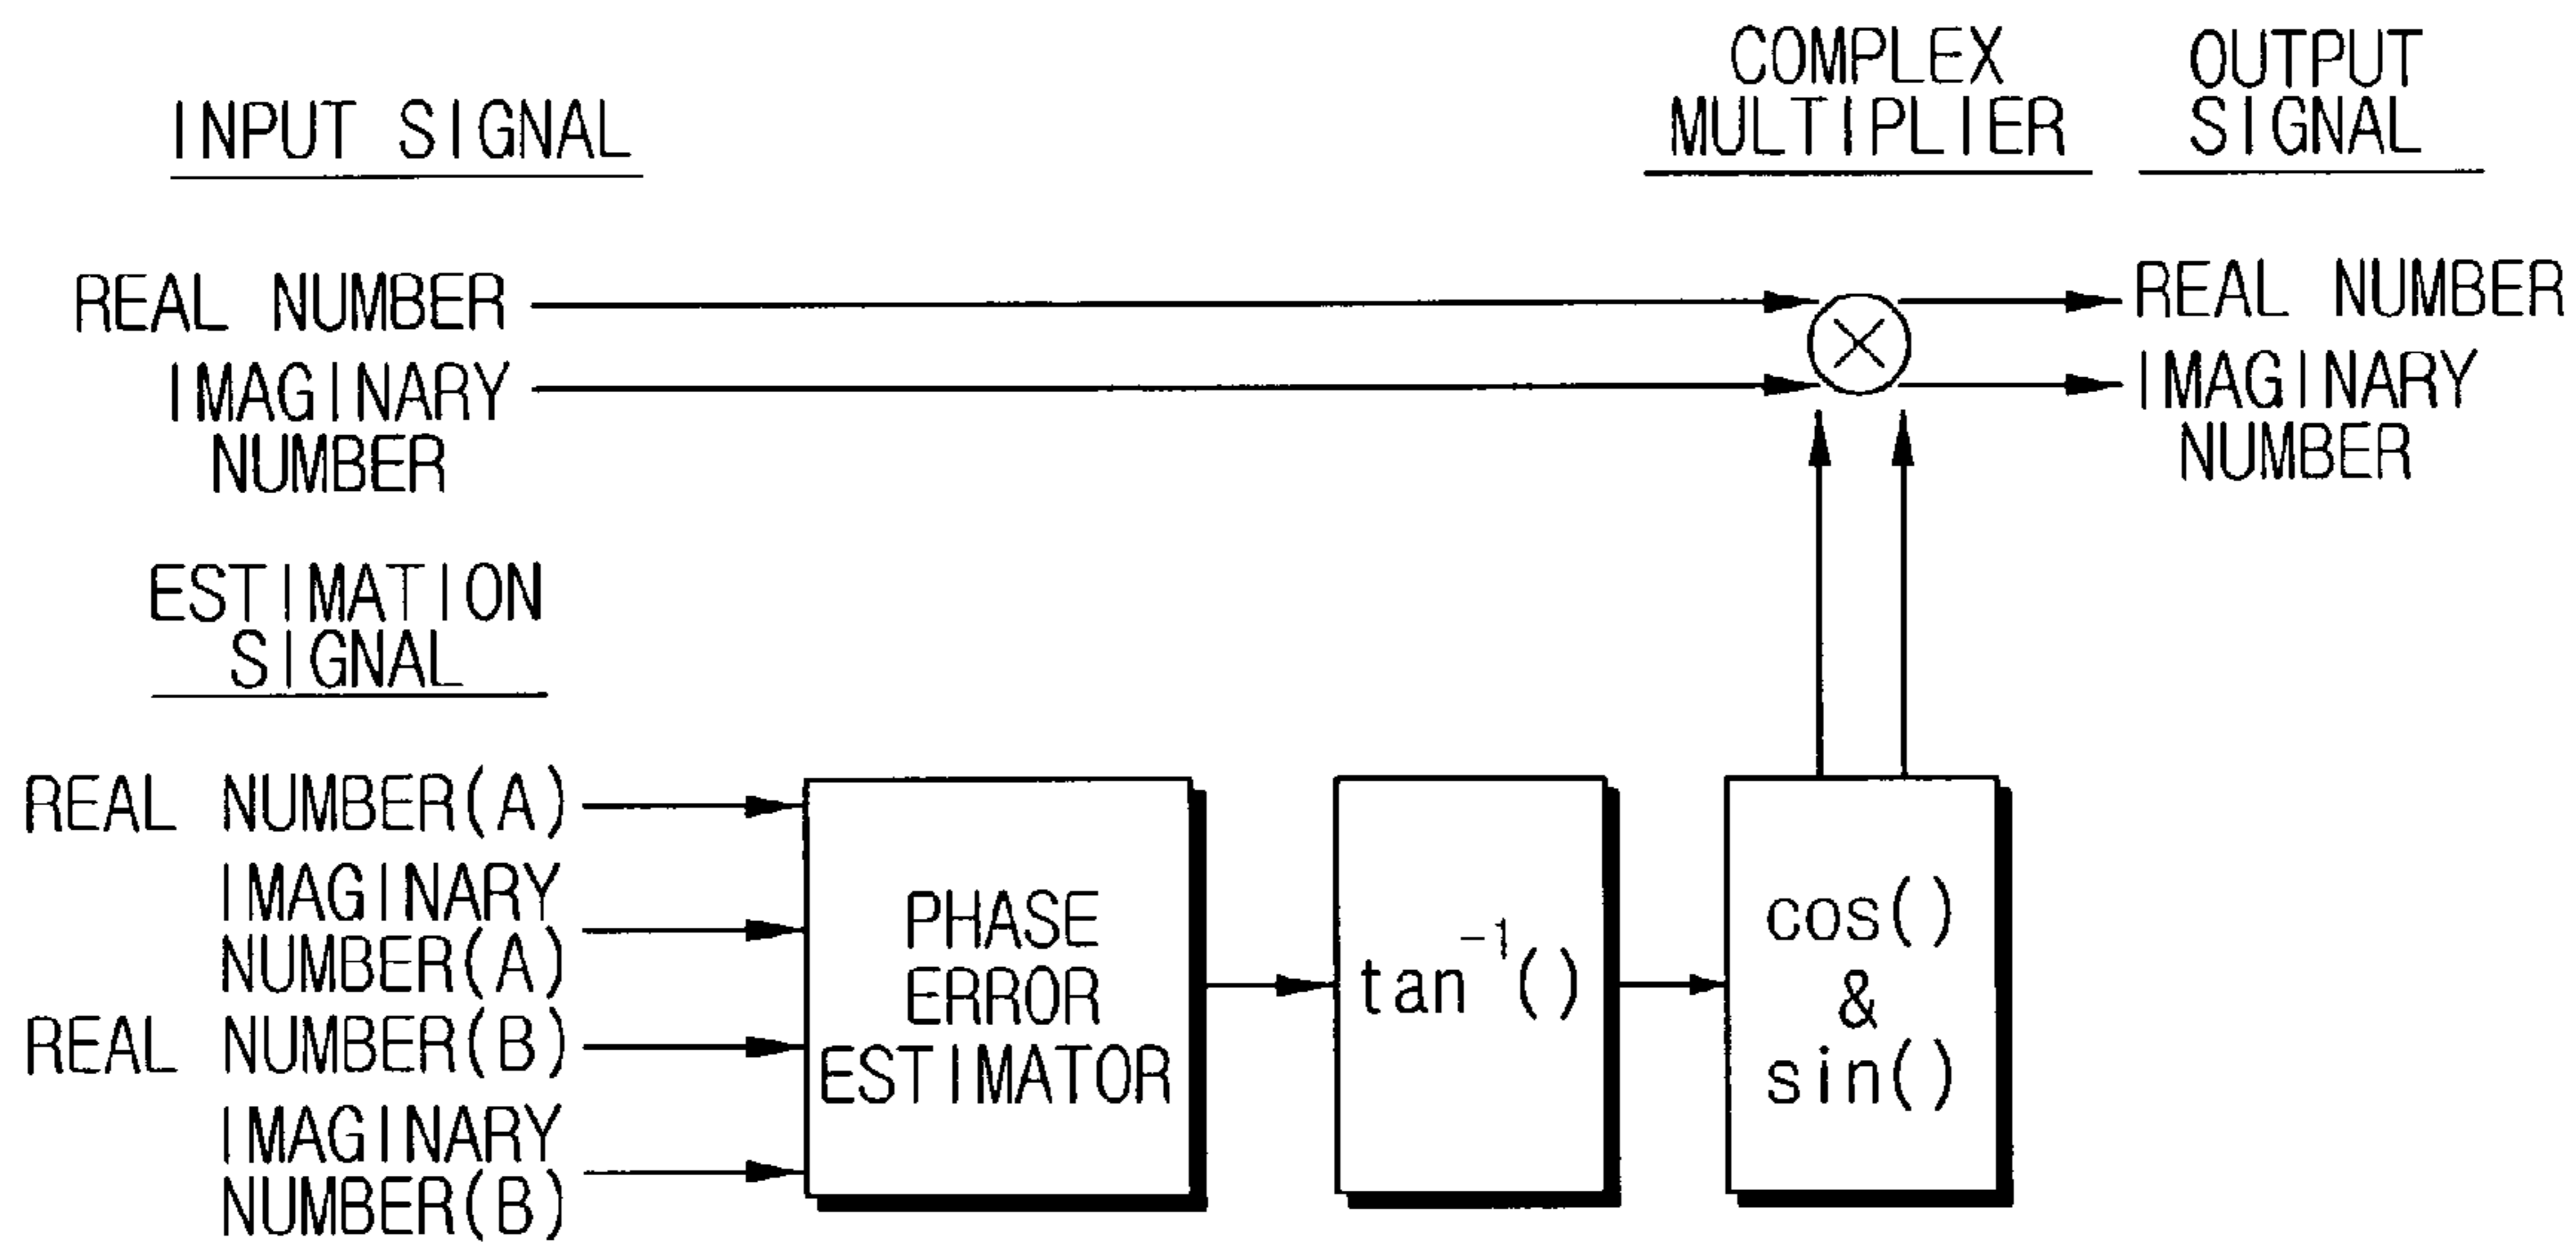 INPUT SIGNAL
COMPLEX
MULTIPLIER
OUTPUT
SIGNAL
REAL NUMBER
IMAGINARY
NUMBER
REAL NUMBER
IMAGINARY
NUMBER
ESTIMATION
SIGNAL
REAL NUMBER(A)
IMAGINARY
NUMBER(A)
REAL NUMBER(B)
IMAGINARY
NUMBER(B)
PHASE
ERROR
ESTIMATOR
tan⁻¹()
cos()
&
sin()